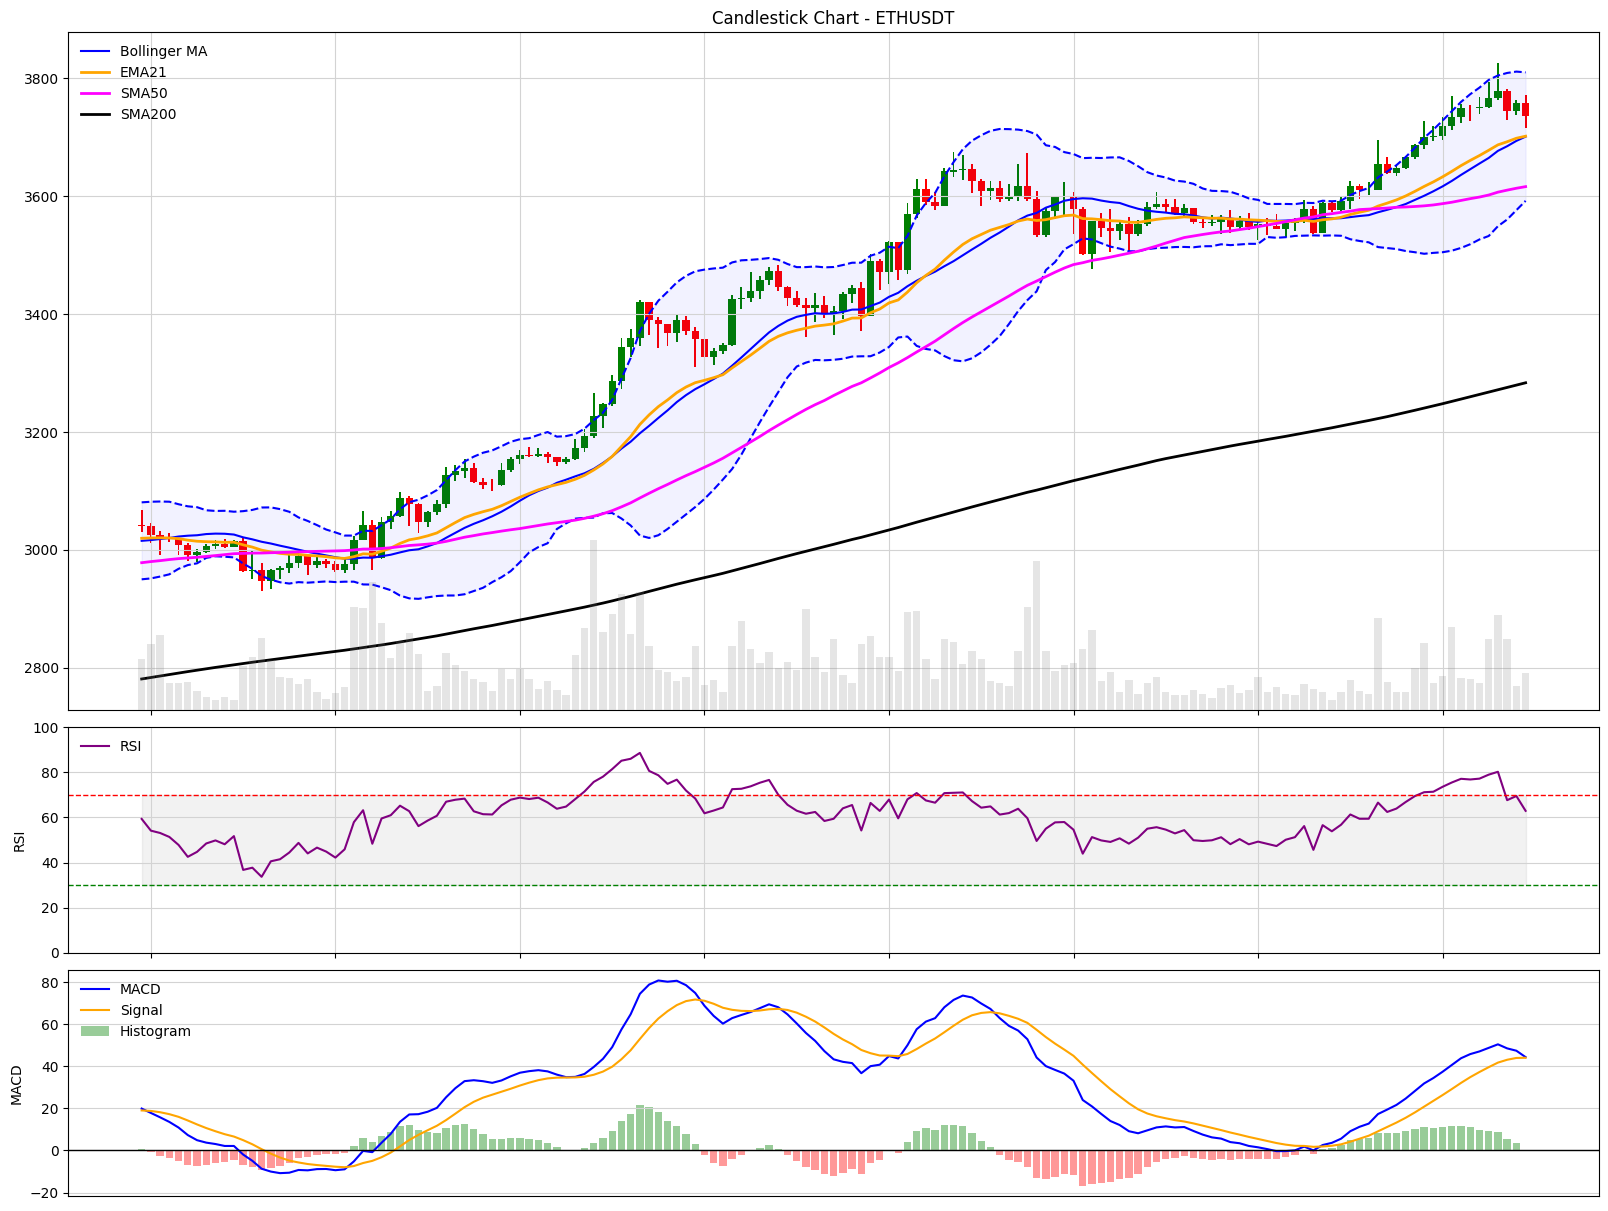 Candlestick Chart - ETHUSDT
Bollinger MA
EMA21
SMA50
SMA200
3800
3600
3400
3200
3000
2800
RSI
100
80
60
40
20
0
RSI
MACD
Signal
Histogram
80
60
40
20
0
−20
MACD